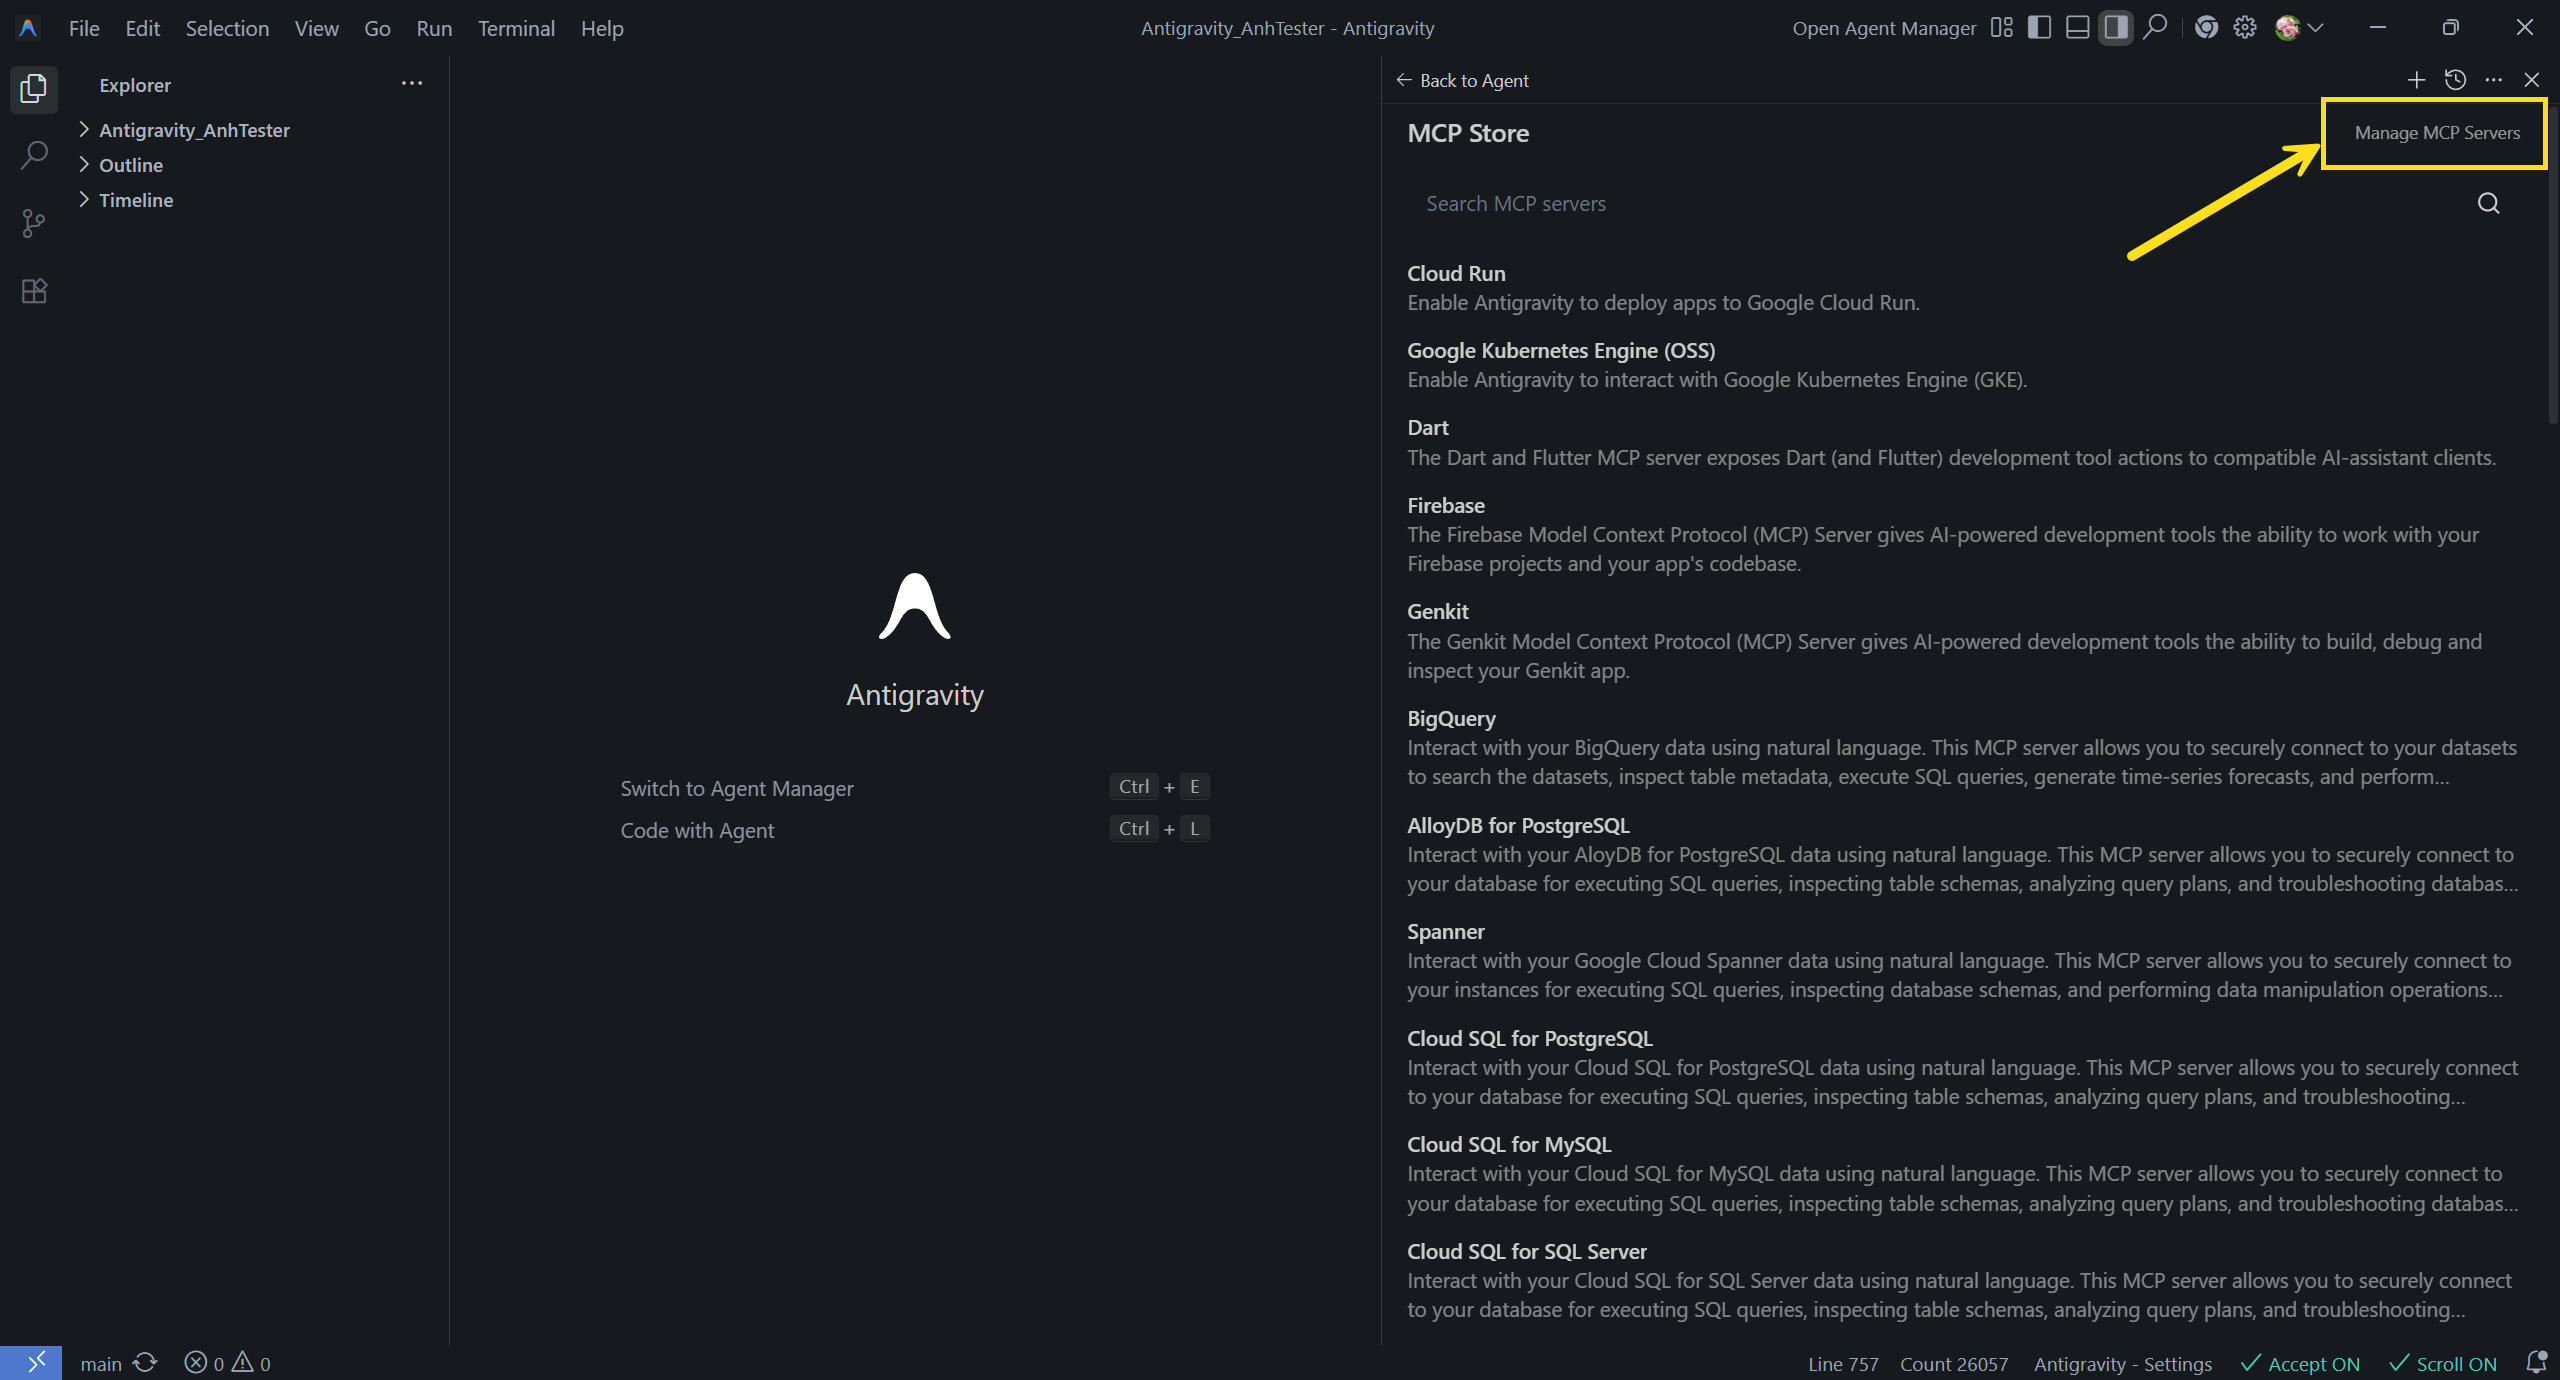 File Edit Selection View Go Run Terminal Help
Antigravity_AnhTester - Antigravity
Open Agent Manager
Explorer
Antigravity_AnhTester
Outline
Timeline
Antigravity
Switch to Agent Manager Ctrl + E
Code with Agent Ctrl + L
Back to Agent
MCP Store
Manage MCP Servers
Search MCP servers
Cloud Run
Enable Antigravity to deploy apps to Google Cloud Run.
Google Kubernetes Engine (OSS)
Enable Antigravity to interact with Google Kubernetes Engine (GKE).
Dart
The Dart and Flutter MCP server exposes Dart (and Flutter) development tool actions to compatible AI-assistant clients.
Firebase
The Firebase Model Context Protocol (MCP) Server gives AI-powered development tools the ability to work with your
Firebase projects and your app's codebase.
Genkit
The Genkit Model Context Protocol (MCP) Server gives AI-powered development tools the ability to build, debug and
inspect your Genkit app.
BigQuery
Interact with your BigQuery data using natural language. This MCP server allows you to securely connect to your datasets
to search the datasets, inspect table metadata, execute SQL queries, generate time-series forecasts, and perform...
AlloyDB for PostgreSQL
Interact with your AloyDB for PostgreSQL data using natural language. This MCP server allows you to securely connect to
your database for executing SQL queries, inspecting table schemas, analyzing query plans, and troubleshooting databas...
Spanner
Interact with your Google Cloud Spanner data using natural language. This MCP server allows you to securely connect to
your instances for executing SQL queries, inspecting database schemas, and performing data manipulation operations...
Cloud SQL for PostgreSQL
Interact with your Cloud SQL for PostgreSQL data using natural language. This MCP server allows you to securely connect
to your database for executing SQL queries, inspecting table schemas, analyzing query plans, and troubleshooting...
Cloud SQL for MySQL
Interact with your Cloud SQL for MySQL data using natural language. This MCP server allows you to securely connect to
your database for executing SQL queries, inspecting table schemas, analyzing query plans, and troubleshooting databas...
Cloud SQL for SQL Server
Interact with your Cloud SQL for SQL Server data using natural language. This MCP server allows you to securely connect
to your database for executing SQL queries, inspecting table schemas, analyzing query plans, and troubleshooting...
main 0 0
Line 757 Count 26057 Antigravity - Settings Accept ON Scroll ON